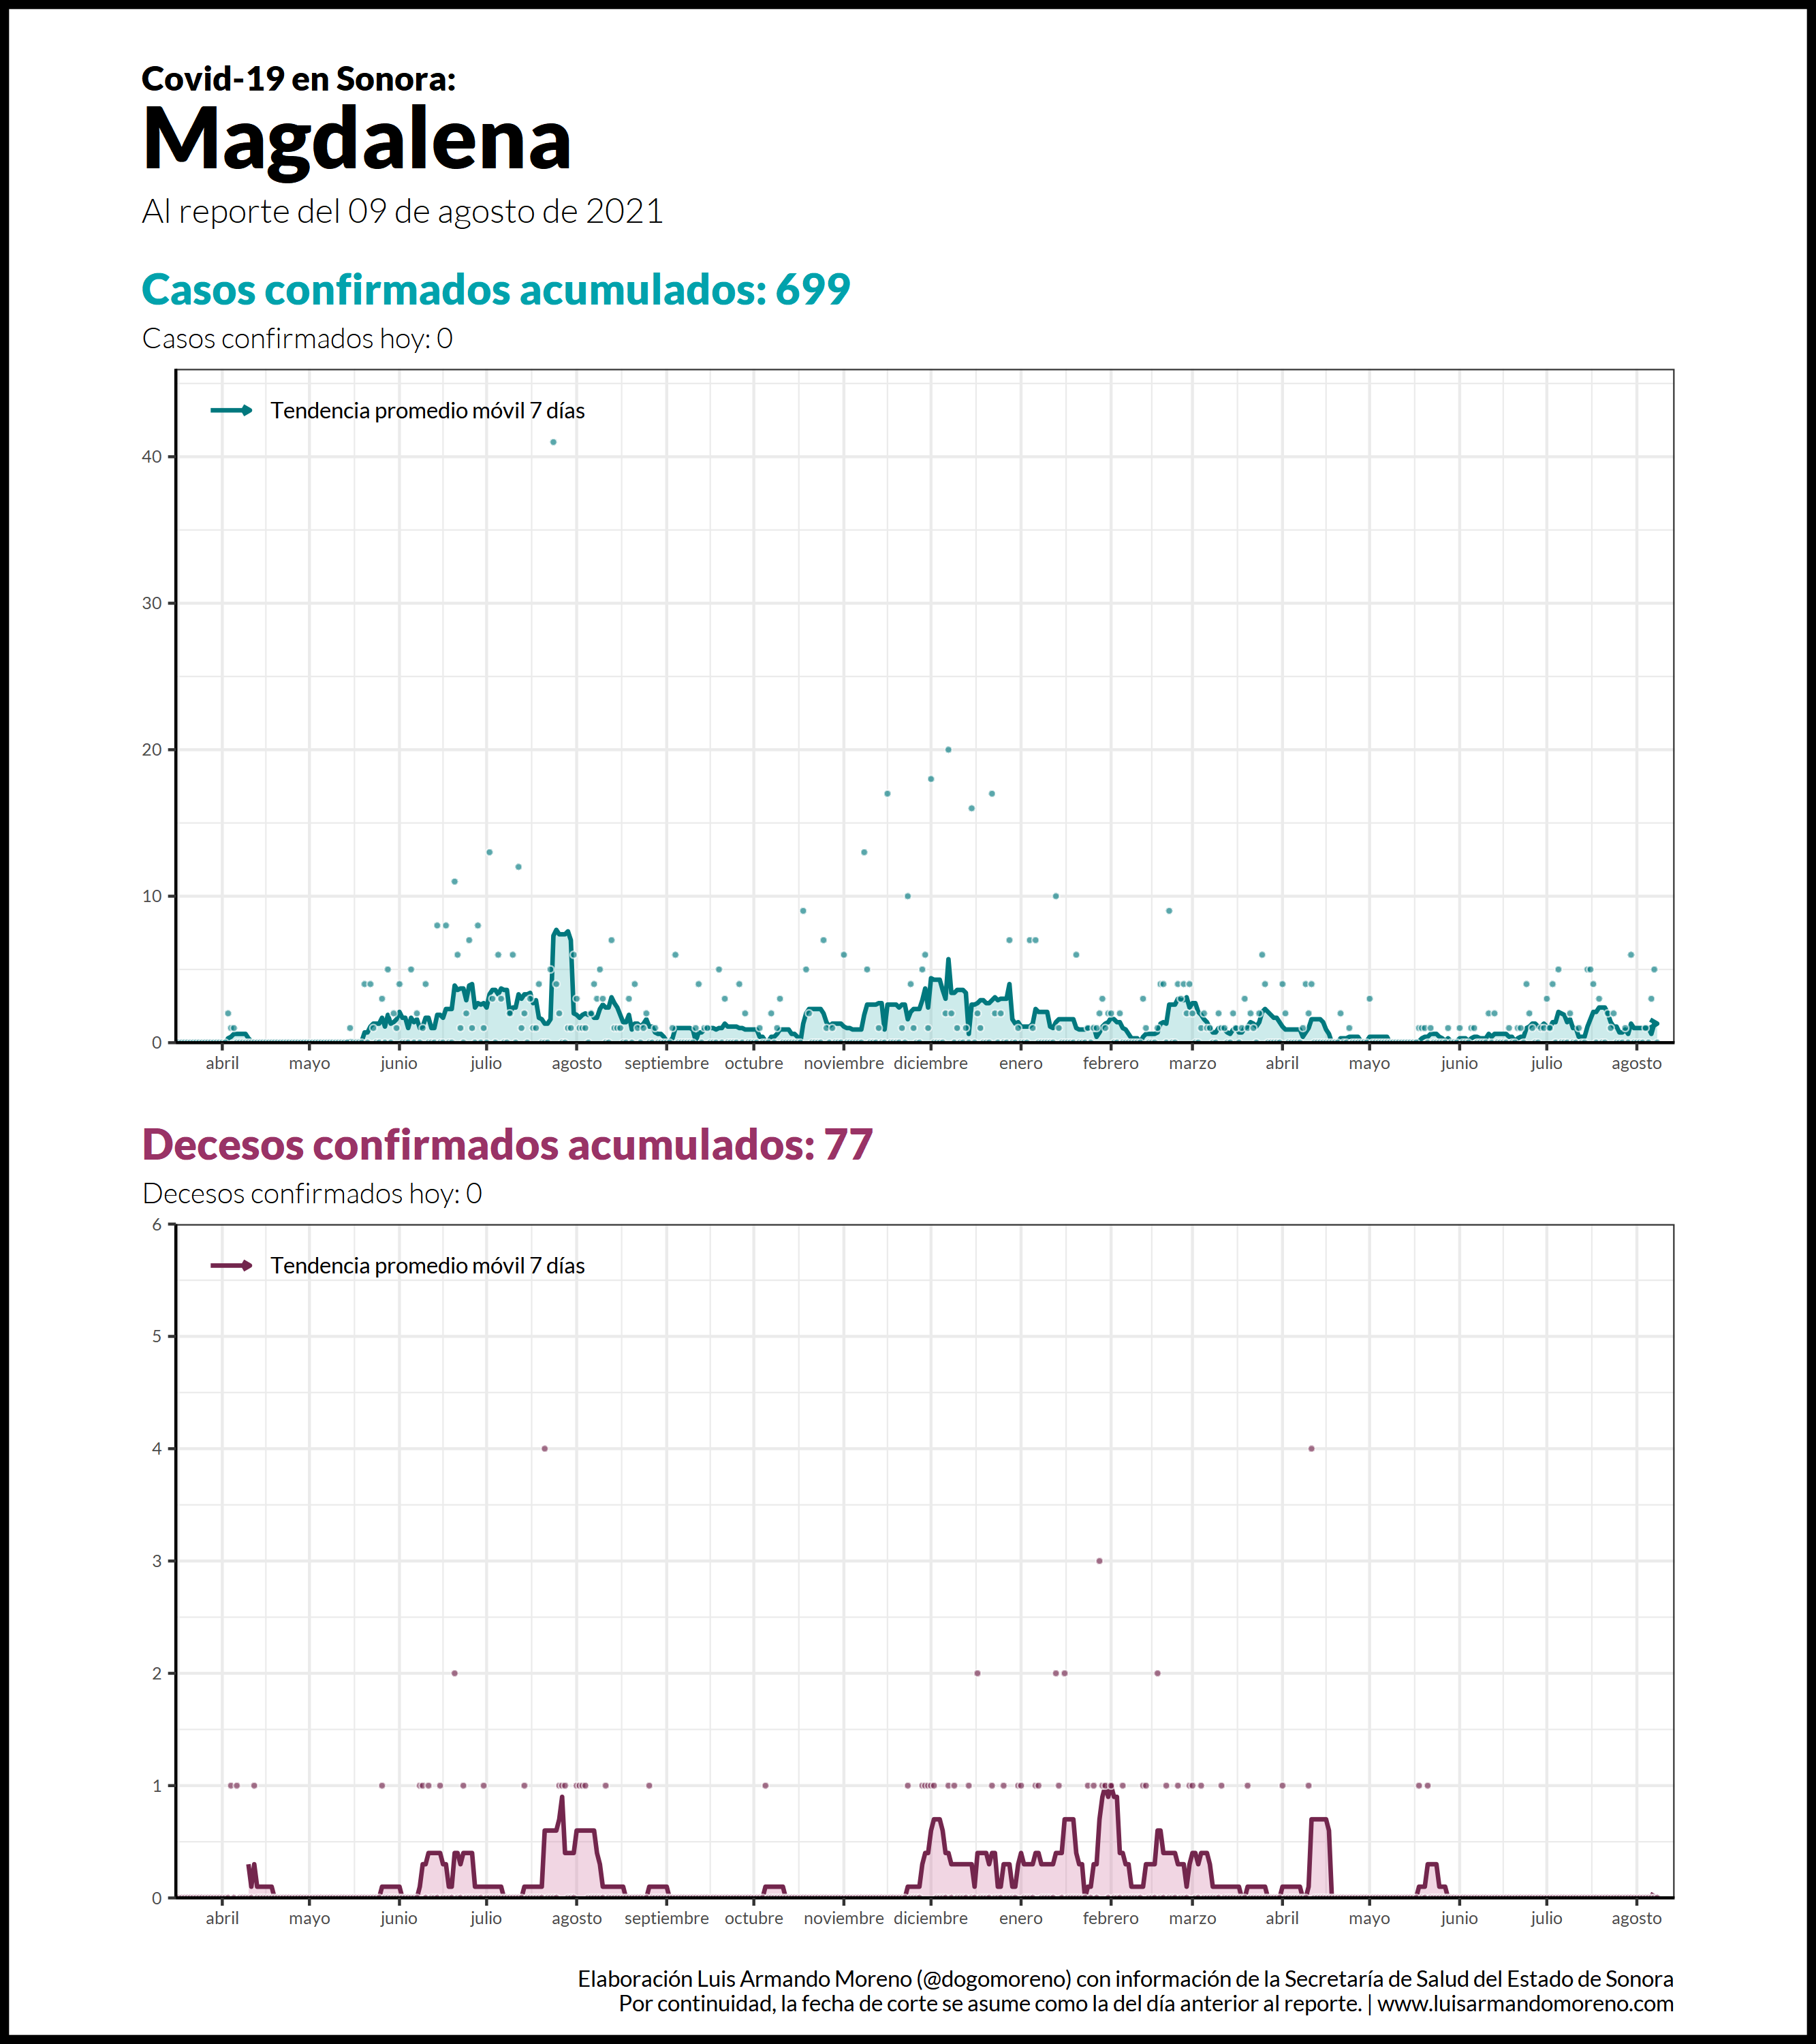 Covid-19 en Sonora:
Magdalena
Al reporte del 09 de agosto de 2021
Casos confirmados acumulados: 699
Casos confirmados hoy: 0
Tendencia promedio móvil 7 días
40
30
20
10
0
abril mayo junio julio agosto septiembre octubre noviembre diciembre enero febrero marzo abril mayo junio julio agosto
Decesos confirmados acumulados: 77
Decesos confirmados hoy: 0
6
Tendencia promedio móvil 7 días
5
4
3
2
1
0
abril mayo junio julio agosto septiembre octubre noviembre diciembre enero febrero marzo abril mayo junio julio agosto
Elaboración Luis Armando Moreno (@dogomoreno) con información de la Secretaría de Salud del Estado de Sonora
Por continuidad, la fecha de corte se asume como la del día anterior al reporte. | www.luisarmandomoreno.com